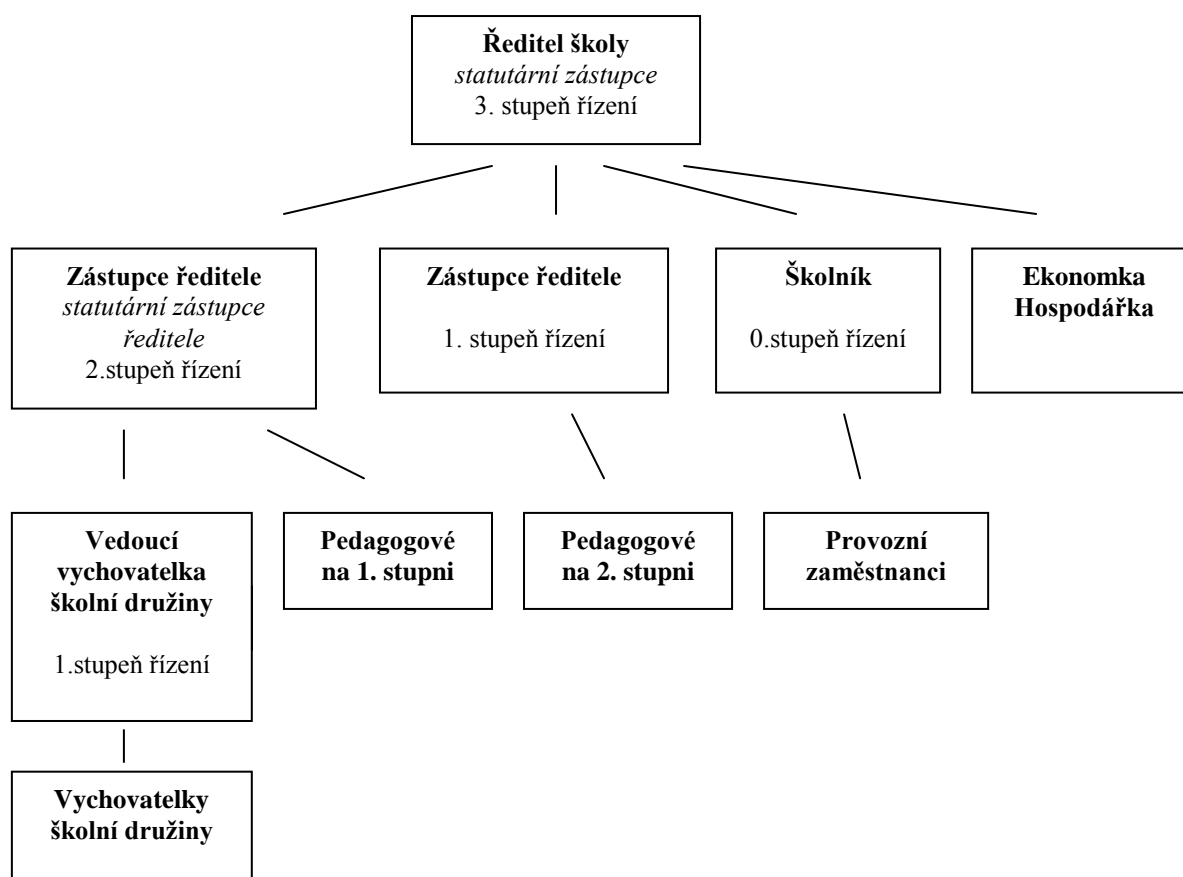 Ředitel školy
statutární zástupce
3. stupeň řízení
Zástupce ředitele
statutární zástupce
ředitele
2.stupeň řízení
Zástupce ředitele
1. stupeň řízení
Školník
0.stupeň řízení
Ekonomka
Hospodářka
Vedoucí
vychovatelka
školní družiny
1.stupeň řízení
Pedagogové
na 1. stupni
Pedagogové
na 2. stupni
Provozní
zaměstnanci
Vychovatelky
školní družiny